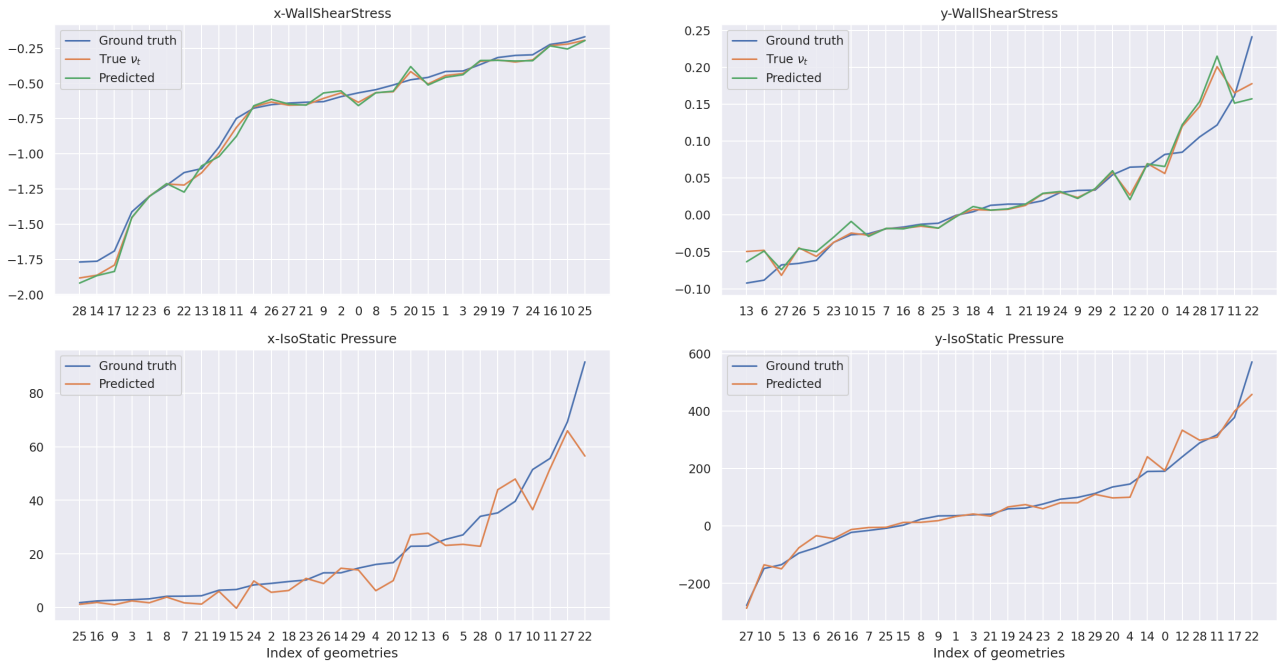 x-WallShearStress
Ground truth
True νt
Predicted
−0.25
−0.50
−0.75
−1.00
−1.25
−1.50
−1.75
−2.00
28 14 17 12 23 6 22 13 18 11 4 26 27 21 9 2 0 8 5 20 15 1 3 29 19 7 24 16 10 25
y-WallShearStress
Ground truth
True νt
Predicted
0.25
0.20
0.15
0.10
0.05
0.00
−0.05
−0.10
13 6 27 26 5 23 10 7 16 8 25 3 18 4 1 21 19 24 9 29 2 12 20 0 14 28 17 11 22
x-IsoStatic Pressure
Ground truth
Predicted
80
60
40
20
0
25 16 9 3 1 8 7 21 19 15 24 2 18 23 26 14 29 4 20 12 13 6 5 28 0 17 10 11 27 22
Index of geometries
y-IsoStatic Pressure
Ground truth
Predicted
600
400
200
0
−200
27 10 5 13 6 26 16 7 25 15 8 9 1 3 21 19 24 23 2 18 29 20 4 14 0 12 28 11 17 22
Index of geometries